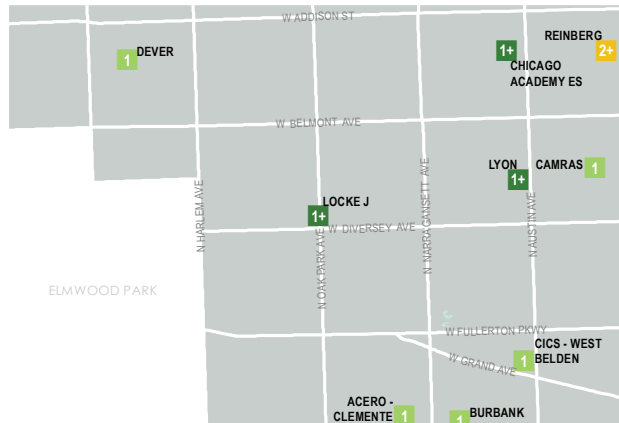 W ADDISON ST
REINBERG
1+
2+
DEVER
1
CHICAGO
ACADEMY ES
W BELMONT AVE
LYON
CAMRAS
1+
1
LOCKE J
1+
W DIVERSEY AVE
N HARLEM AVE
N OAK PARK AVE
N NARRA GANSETT AVE
N AUSTIN AVE
ELMWOOD PARK
W FULLERTON PKWY
CICS - WEST
BELDEN
1
W GRAND AVE
ACERO -
CLEMENTE
1
1
BURBANK